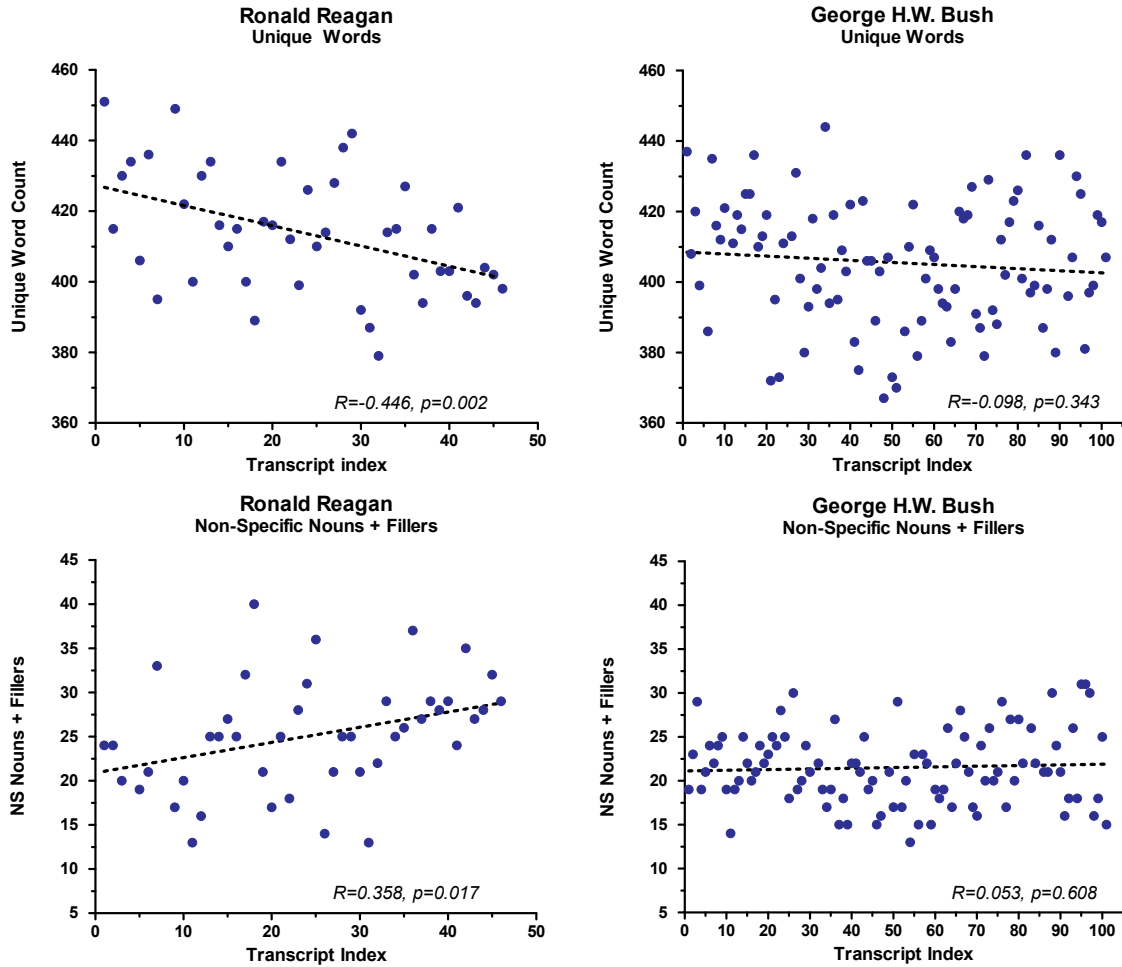 Ronald Reagan
Unique Words
460
440
420
400
380
360
Unique Word Count
0 10 20 30 40 50
Transcript index
R=-0.446, p=0.002
George H.W. Bush
Unique Words
460
440
420
400
380
360
Unique Word Count
0 10 20 30 40 50 60 70 80 90 100
Transcript Index
R=-0.098, p=0.343
Ronald Reagan
Non-Specific Nouns + Fillers
45
40
35
30
25
20
15
10
5
NS Nouns + Fillers
0 10 20 30 40 50
Transcript Index
R=0.358, p=0.017
George H.W. Bush
Non-Specific Nouns + Fillers
45
40
35
30
25
20
15
10
5
NS Nouns + Fillers
0 10 20 30 40 50 60 70 80 90 100
Transcript Index
R=0.053, p=0.608